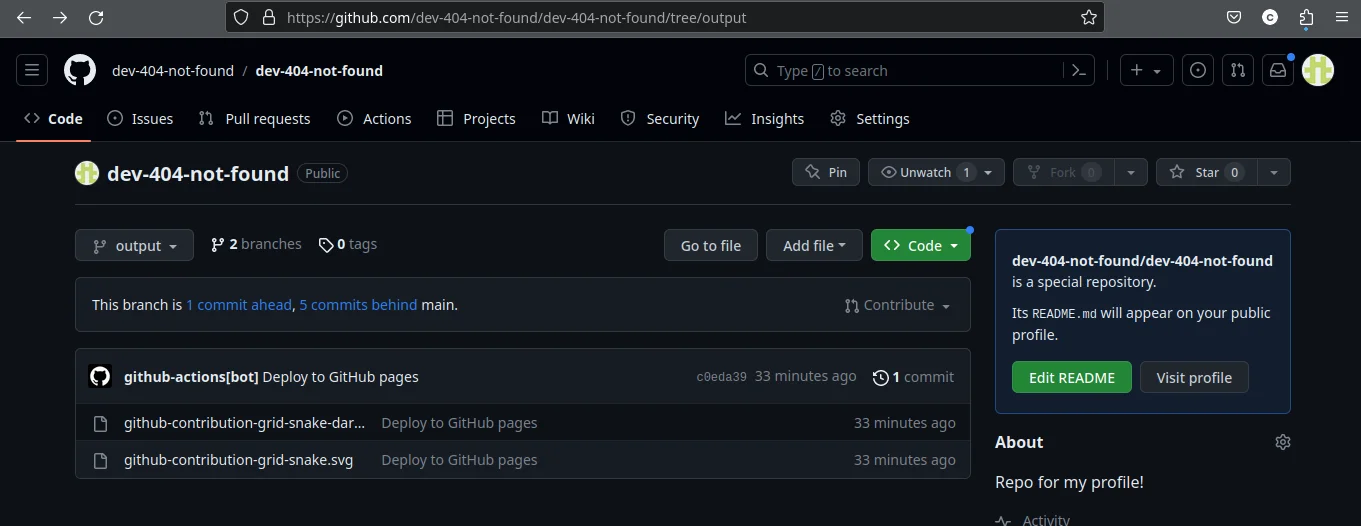 https://github.com/dev-404-not-found/dev-404-not-found/tree/output
C
dev-404-not-found / dev-404-not-found
Type / to search
Code Issues Pull requests Actions Projects Wiki Security Insights Settings
dev-404-not-found Public
Pin Unwatch 1 Fork 0 Star 0
output 2 branches 0 tags
Go to file Add file Code
This branch is 1 commit ahead, 5 commits behind main.
Contribute
github-actions[bot] Deploy to GitHub pages
c0eda39 33 minutes ago 1 commit
github-contribution-grid-snake-dar... Deploy to GitHub pages 33 minutes ago
github-contribution-grid-snake.svg Deploy to GitHub pages 33 minutes ago
dev-404-not-found/dev-404-not-found
is a special repository.
Its README.md will appear on your public
profile.
Edit README Visit profile
About
Repo for my profile!
Activity